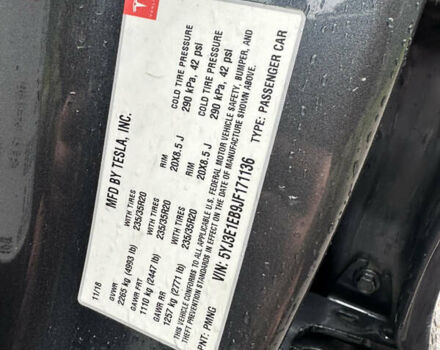 TESLA
MFD BY TESLA, INC.
11/18
GVWR
2265 kg (4993 lb)
GAWR FRT WITH TIRES RIM COLD TIRE PRESSURE
1110 kg (2447 lb) 235/35R20 20X8.5 J 290 kPa, 42 psi
GAWR RR WITH TIRES RIM COLD TIRE PRESSURE
1257 kg (2771 lb) 235/35R20 20X8.5 J 290 kPa, 42 psi
THIS VEHICLE CONFORMS TO ALL APPLICABLE U.S. FEDERAL MOTOR VEHICLE SAFETY, BUMPER, AND
THEFT PREVENTION STANDARDS IN EFFECT ON THE DATE OF MANUFACTURE SHOWN ABOVE.
VIN: 5YJ3E1EB9JF171136 TYPE: PASSENGER CAR
PNT: PMNG